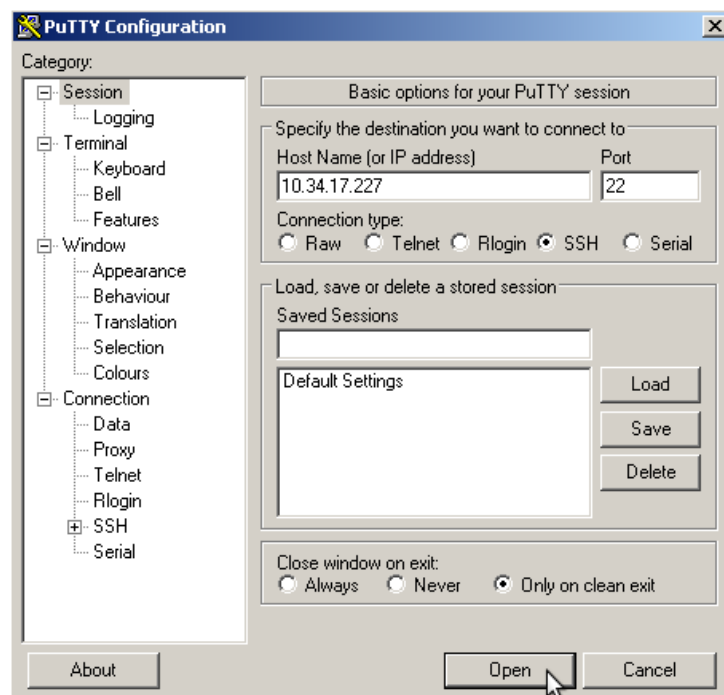 PuTTY Configuration
Category:
Session
Logging
Terminal
Keyboard
Bell
Features
Window
Appearance
Behaviour
Translation
Selection
Colours
Connection
Data
Proxy
Telnet
Rlogin
SSH
Serial
Basic options for your PuTTY session
Specify the destination you want to connect to
Host Name (or IP address) Port
10.34.17.227 22
Connection type:
Raw Telnet Rlogin SSH Serial
Load, save or delete a stored session
Saved Sessions
Default Settings
Load
Save
Delete
Close window on exit:
Always Never Only on clean exit
About Open Cancel